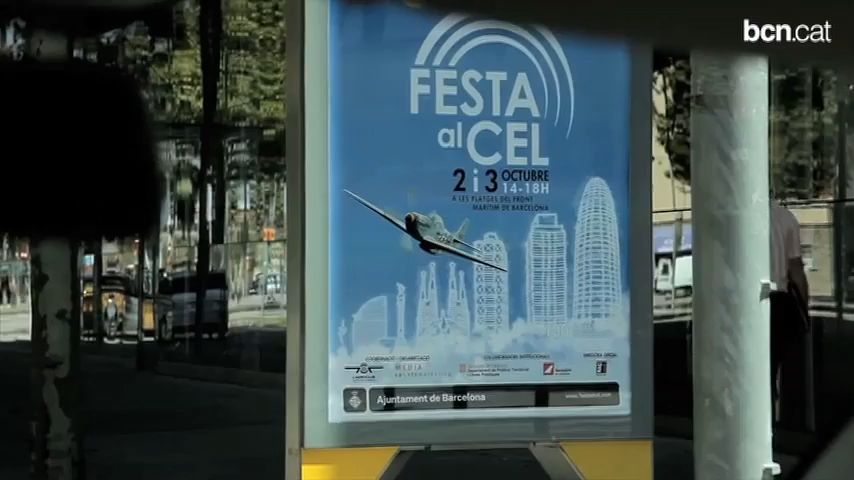 bcn.cat
FESTA
al CEL
2 i 3 OCTUBRE
14-18H
A LES PLATGES DEL FRONT
MARÍTIM DE BARCELONA
Ajuntament de Barcelona